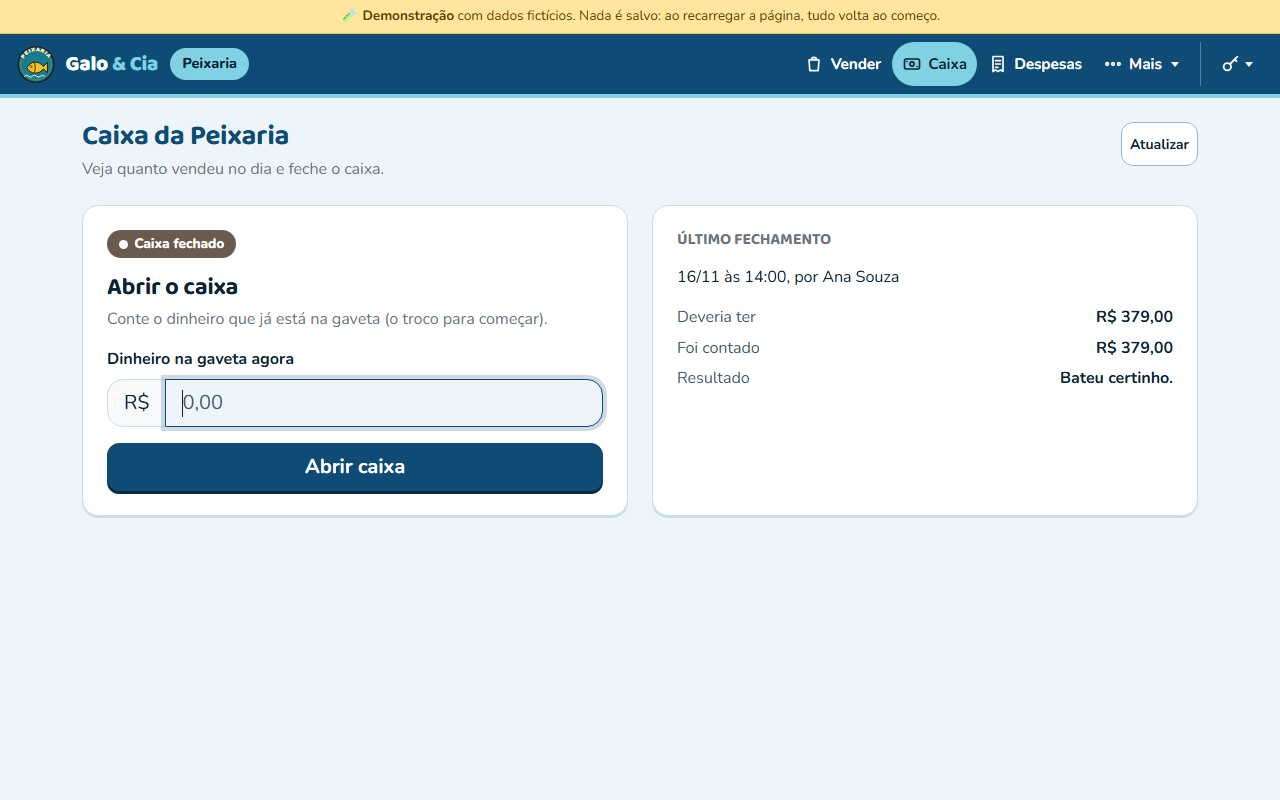 Demonstração com dados fictícios. Nada é salvo: ao recarregar a página, tudo volta ao começo.
PEIXARIA
Galo & Cia
Peixaria
Vender
Caixa
Despesas
Mais
Caixa da Peixaria
Veja quanto vendeu no dia e feche o caixa.
Atualizar
Caixa fechado
Abrir o caixa
Conte o dinheiro que já está na gaveta (o troco para começar).
Dinheiro na gaveta agora
R$ 0,00
Abrir caixa
ÚLTIMO FECHAMENTO
16/11 às 14:00, por Ana Souza
Deveria ter R$ 379,00
Foi contado R$ 379,00
Resultado Bateu certinho.